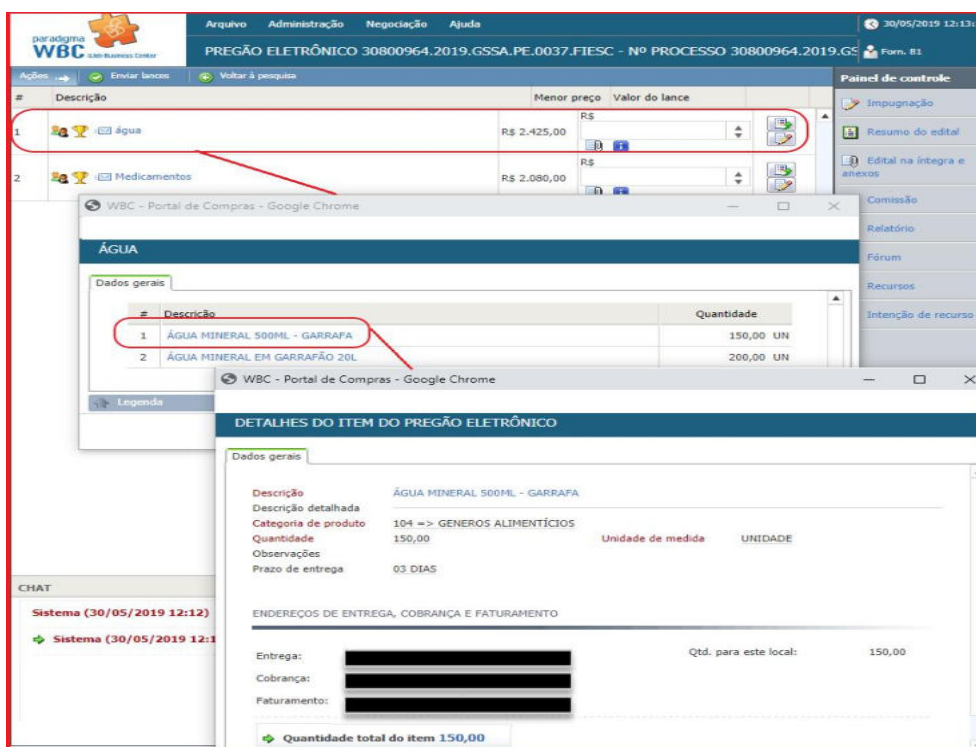 paradigma
WBC Web Business Center
Arquivo Administração Negociação Ajuda
30/05/2019 12:13:
PREGÃO ELETRÔNICO 30800964.2019.GSSA.PE.0037.FIESC - Nº PROCESSO 30800964.2019.GS
Forn. 81
Ações Enviar lances Voltar à pesquisa
Painel de controle
# Descrição Menor preço Valor do lance
Impugnação
1 água R$ 2.425,00 R$
Resumo do edital
2 Medicamentos R$ 2.080,00 R$
Edital na íntegra e
anexos
Comissão
Relatório
Fórum
Recursos
Intenção de recurso
WBC - Portal de Compras - Google Chrome
ÁGUA
Dados gerais
# Descrição Quantidade
1 ÁGUA MINERAL 500ML - GARRAFA 150,00 UN
2 ÁGUA MINERAL EM GARRAFÃO 20L 200,00 UN
Legenda
WBC - Portal de Compras - Google Chrome
DETALHES DO ITEM DO PREGÃO ELETRÔNICO
Dados gerais
Descrição ÁGUA MINERAL 500ML - GARRAFA
Descrição detalhada
Categoria de produto 104 => GENEROS ALIMENTÍCIOS
Quantidade 150,00 Unidade de medida UNIDADE
Observações
Prazo de entrega 03 DIAS
ENDEREÇOS DE ENTREGA, COBRANÇA E FATURAMENTO
Entrega: Qtd. para este local: 150,00
Cobrança:
Faturamento:
Quantidade total do item 150,00
CHAT
Sistema (30/05/2019 12:12)
Sistema (30/05/2019 12:1